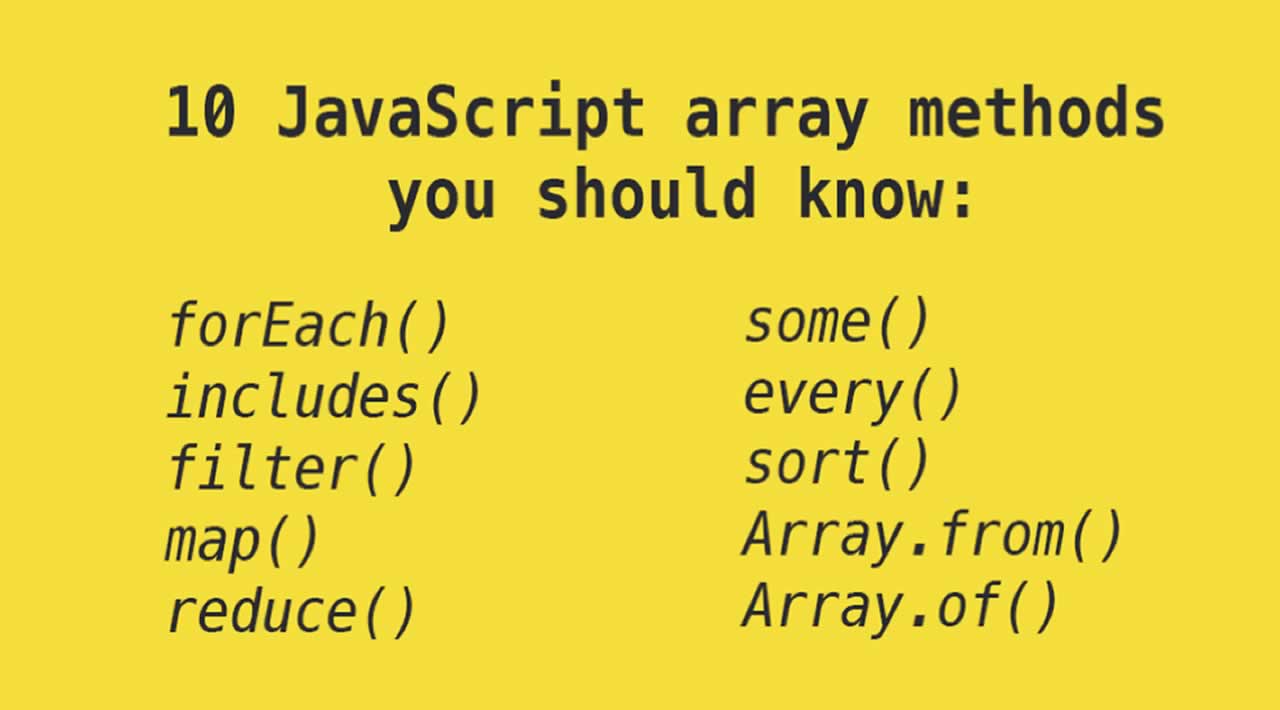 10 JavaScript array methods
you should know:
forEach()
includes()
filter()
map()
reduce()
some()
every()
sort()
Array.from()
Array.of()